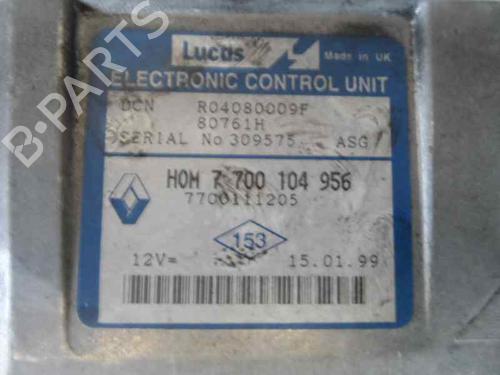 Lucas Made in UK
ELECTRONIC CONTROL UNIT
DCN R04080009F
80761H
SERIAL No 309575 ASG
HOM 7 700 104 956
7700111205
153
12V= 15.01.99